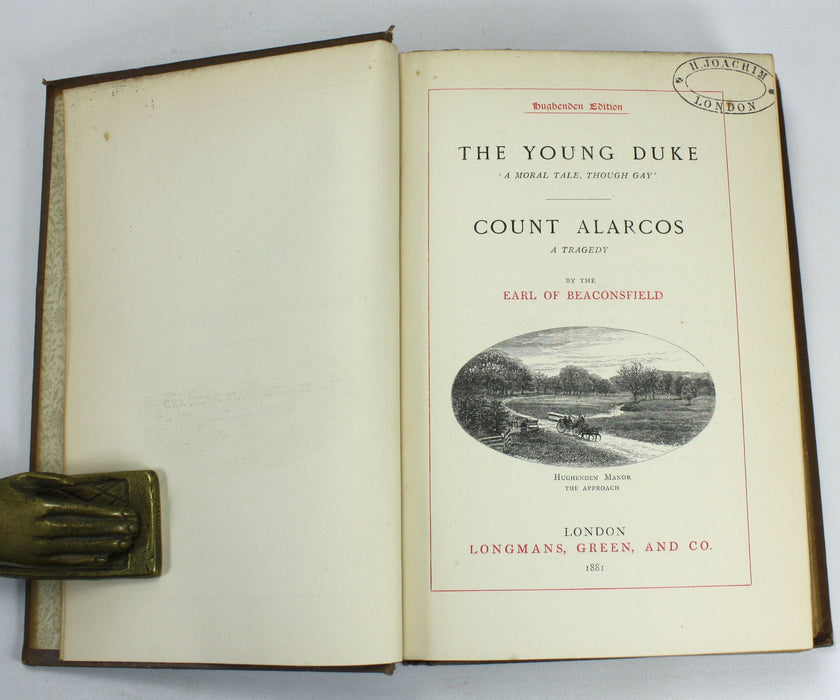 H. JOACHIM
LONDON
Hughenden Edition
THE YOUNG DUKE
'A MORAL TALE, THOUGH GAY'
COUNT ALARCOS
A TRAGEDY
BY THE
EARL OF BEACONSFIELD
HUGHENDEN MANOR
THE APPROACH
LONDON
LONGMANS, GREEN, AND CO.
1881